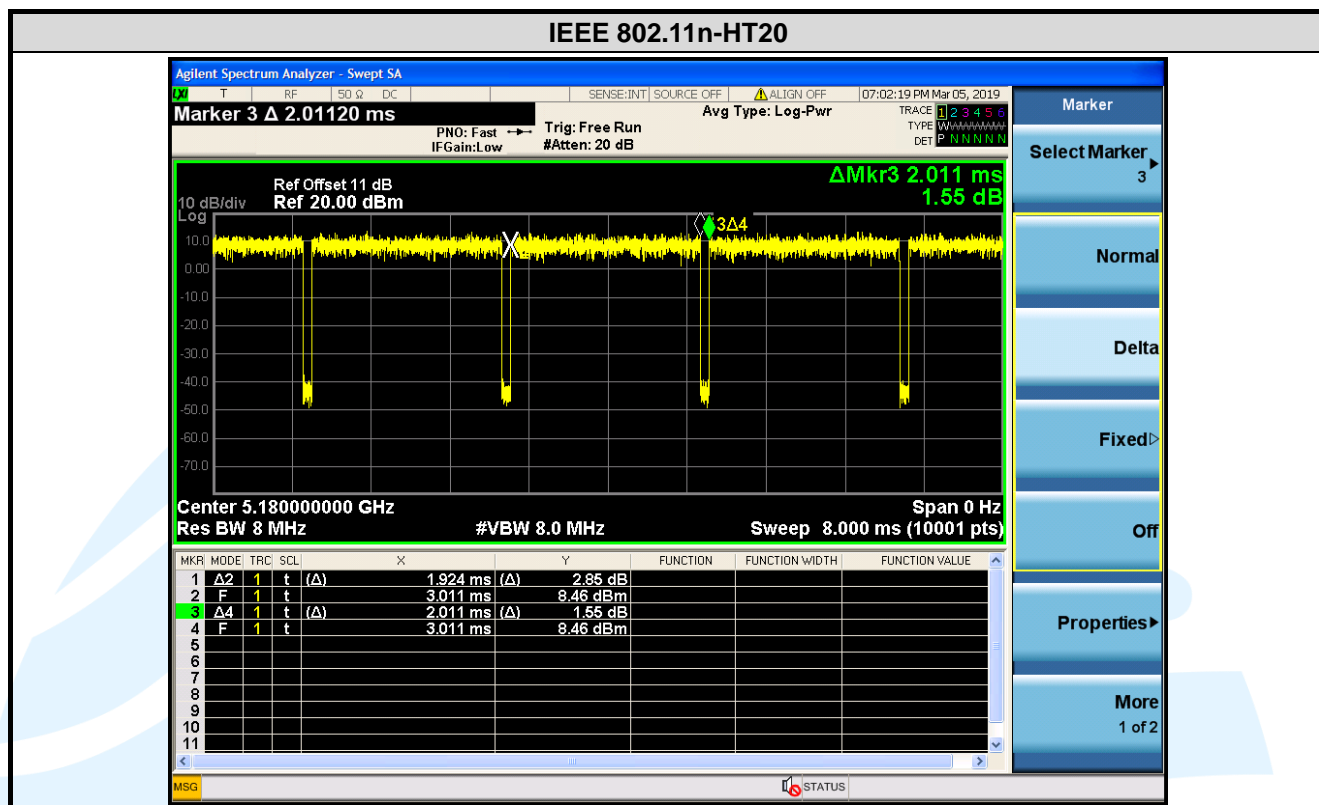 IEEE 802.11n-HT20
Agilent Spectrum Analyzer - Swept SA
LXI T RF 50 Ω DC SENSE:INT SOURCE OFF ALIGN OFF 07:02:19 PM Mar 05, 2019
Marker 3 Δ 2.01120 ms
PNO: Fast
IFGain:Low
Trig: Free Run
#Atten: 20 dB
Avg Type: Log-Pwr
TRACE 1 2 3 4 5 6
TYPE WWWWWW
DET P N N N N N
ΔMkr3 2.011 ms
1.55 dB
Ref Offset 11 dB
10 dB/div Ref 20.00 dBm
Log
3Δ4
10.0
0.00
-10.0
-20.0
-30.0
-40.0
-50.0
-60.0
-70.0
Center 5.180000000 GHz Span 0 Hz
Res BW 8 MHz #VBW 8.0 MHz Sweep 8.000 ms (10001 pts)
MKR MODE TRC SCL X Y FUNCTION FUNCTION WIDTH FUNCTION VALUE
1 Δ2 1 t (Δ) 1.924 ms (Δ) 2.85 dB
2 F 1 t 3.011 ms 8.46 dBm
3 Δ4 1 t (Δ) 2.011 ms (Δ) 1.55 dB
4 F 1 t 3.011 ms 8.46 dBm
5
6
7
8
9
10
11
MSG STATUS
Marker
Select Marker
3
Normal
Delta
Fixed
Off
Properties
More
1 of 2